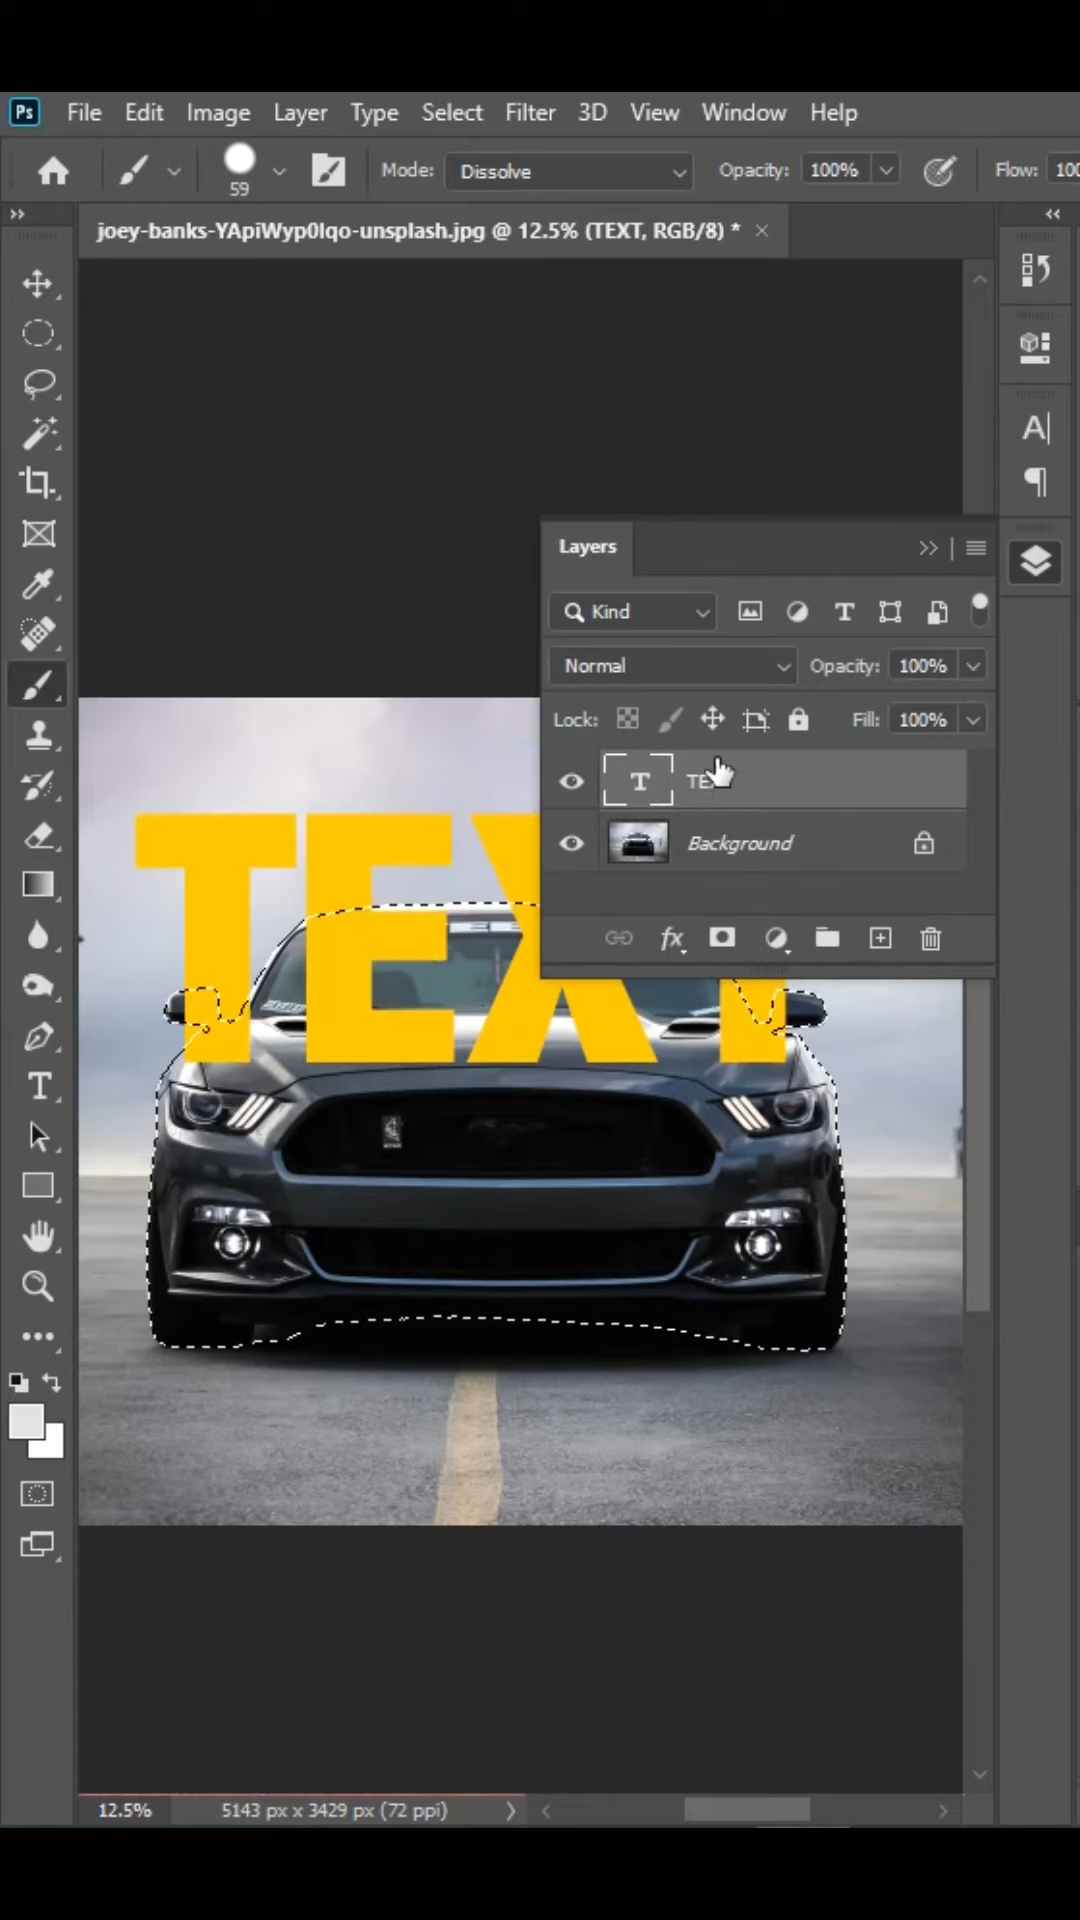 Ps File Edit Image Layer Type Select Filter 3D View Window Help
59 Mode: Dissolve Opacity: 100% Flow: 100
joey-banks-YApiWyp0lqo-unsplash.jpg @ 12.5% (TEXT, RGB/8) *
Layers
Kind
Normal Opacity: 100%
Lock: Fill: 100%
Background
fx
TEXT
12.5% 5143 px x 3429 px (72 ppi)